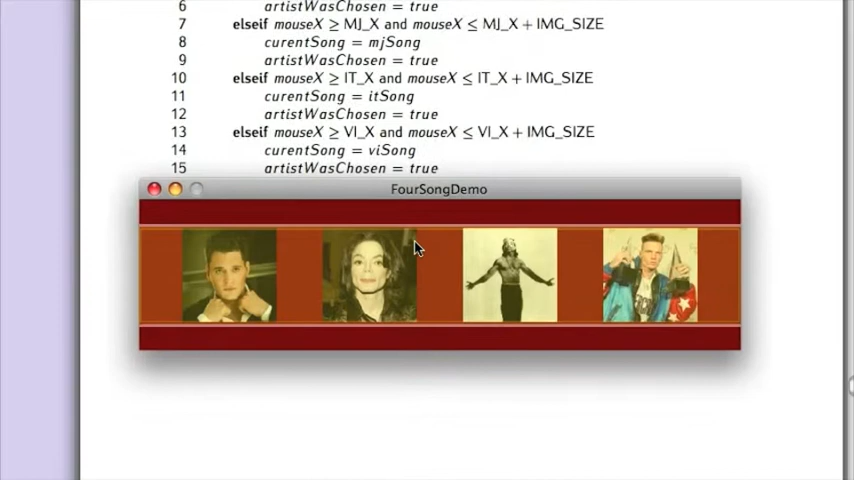 6 artistWasChosen = true
7 elseif mouseX ≥ MJ_X and mouseX ≤ MJ_X + IMG_SIZE
8 curentSong = mjSong
9 artistWasChosen = true
10 elseif mouseX ≥ IT_X and mouseX ≤ IT_X + IMG_SIZE
11 curentSong = itSong
12 artistWasChosen = true
13 elseif mouseX ≥ VI_X and mouseX ≤ VI_X + IMG_SIZE
14 curentSong = viSong
15 artistWasChosen = true
FourSongDemo